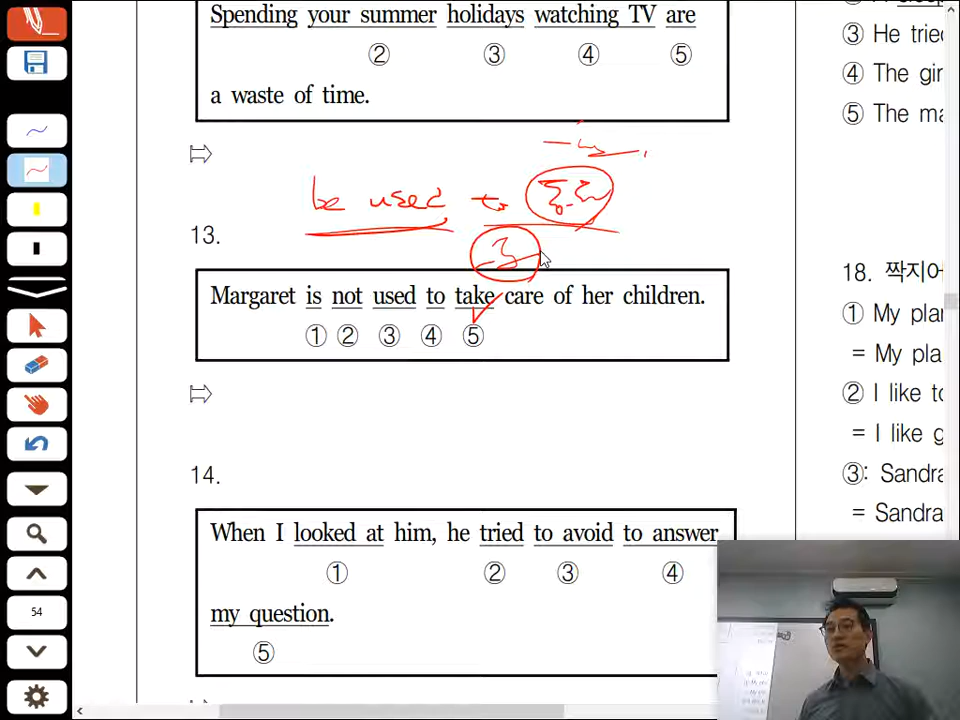 Spending your summer holidays watching TV are
② ③ ④ ⑤
a waste of time.
⇨
be used to
13.
Margaret is not used to take care of her children.
① ② ③ ④ ⑤
⇨
14.
When I looked at him, he tried to avoid to answer
① ② ③ ④
my question.
⑤
54
③ He tried
④ The gir
⑤ The ma
18. 짝지어
① My plan
= My pla
② I like to
= I like g
③: Sandra
= Sandra